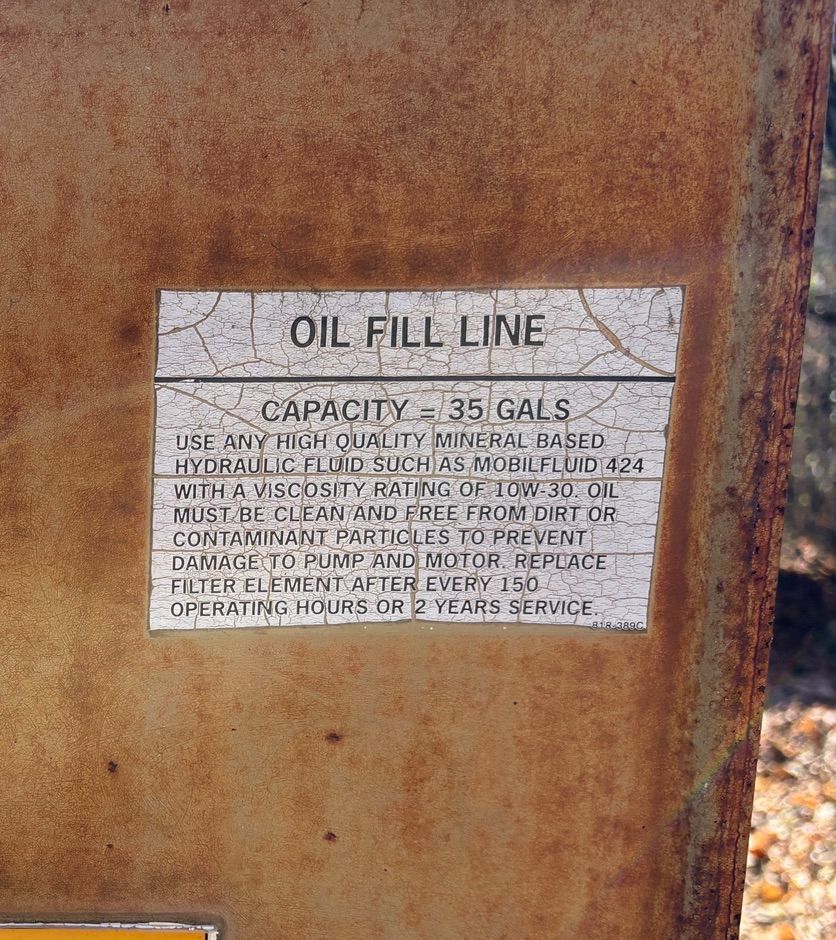 OIL FILL LINE
CAPACITY = 35 GALS
USE ANY HIGH QUALITY MINERAL BASED
HYDRAULIC FLUID SUCH AS MOBILFLUID 424
WITH A VISCOSITY RATING OF 10W-30. OIL
MUST BE CLEAN AND FREE FROM DIRT OR
CONTAMINANT PARTICLES TO PREVENT
DAMAGE TO PUMP AND MOTOR. REPLACE
FILTER ELEMENT AFTER EVERY 150
OPERATING HOURS OR 2 YEARS SERVICE.
818-389C